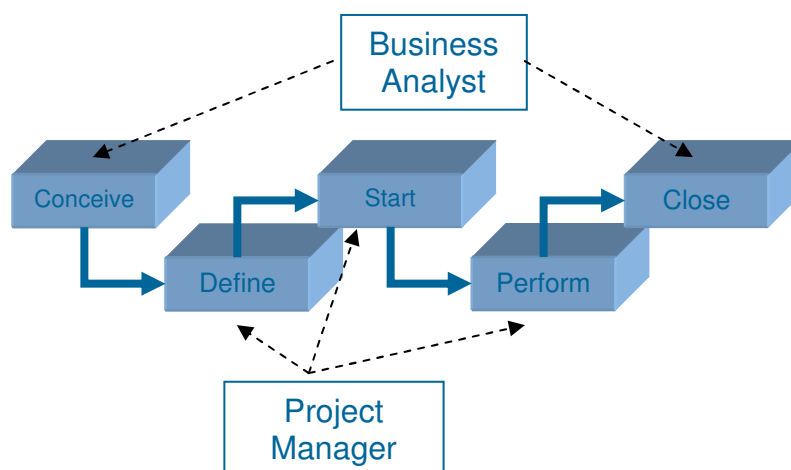 Business
Analyst
Conceive
Start
Close
Define
Perform
Project
Manager